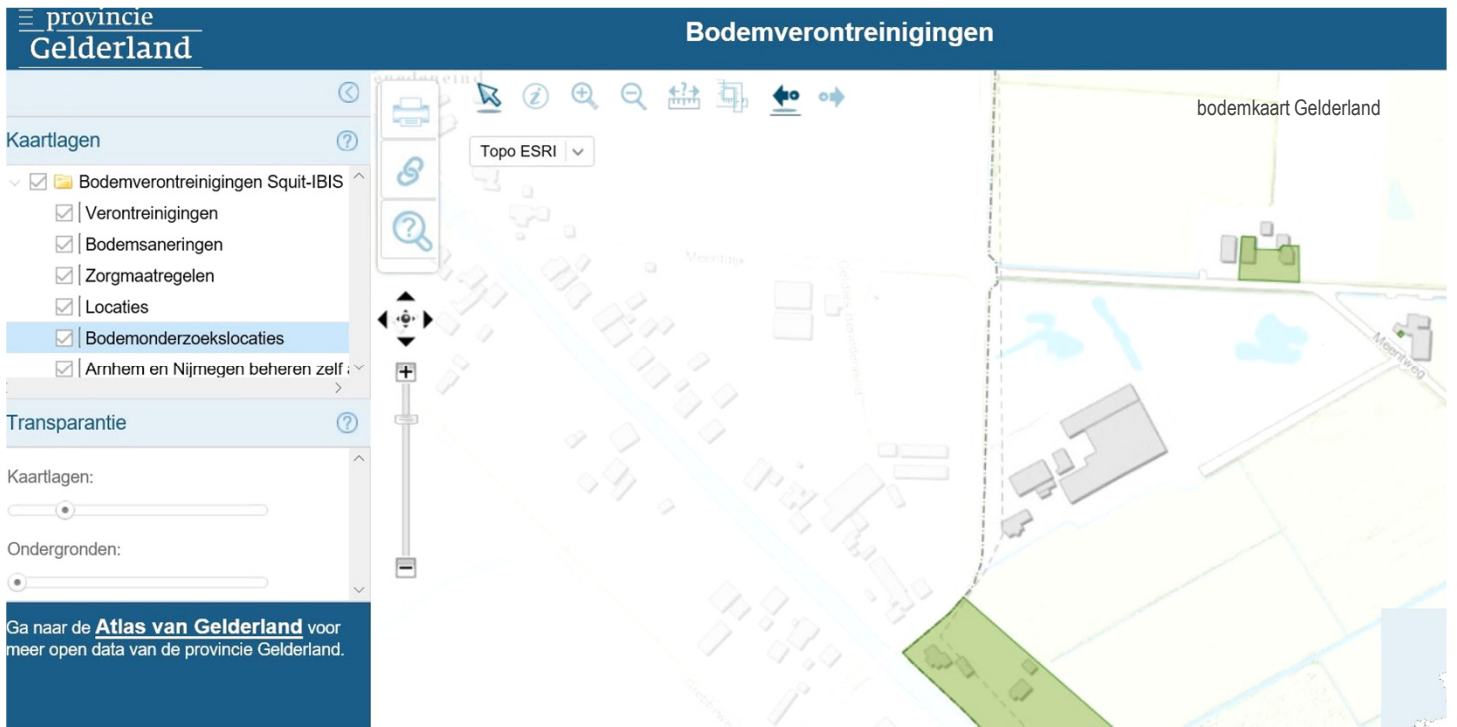 provincie
Gelderland
Bodemverontreinigingen
bodemkaart Gelderland
Kaartlagen
Topo ESRI
Bodemverontreinigingen Squit-IBIS
Verontreinigingen
Bodemsaneringen
Zorgmaatregelen
Locaties
Bodemonderzoekslocaties
Arnhem en Nijmegen beheren zelf
Transparantie
Kaartlagen:
Ondergronden:
Ga naar de Atlas van Gelderland voor
meer open data van de provincie Gelderland.
Meentdijk
Meentweg